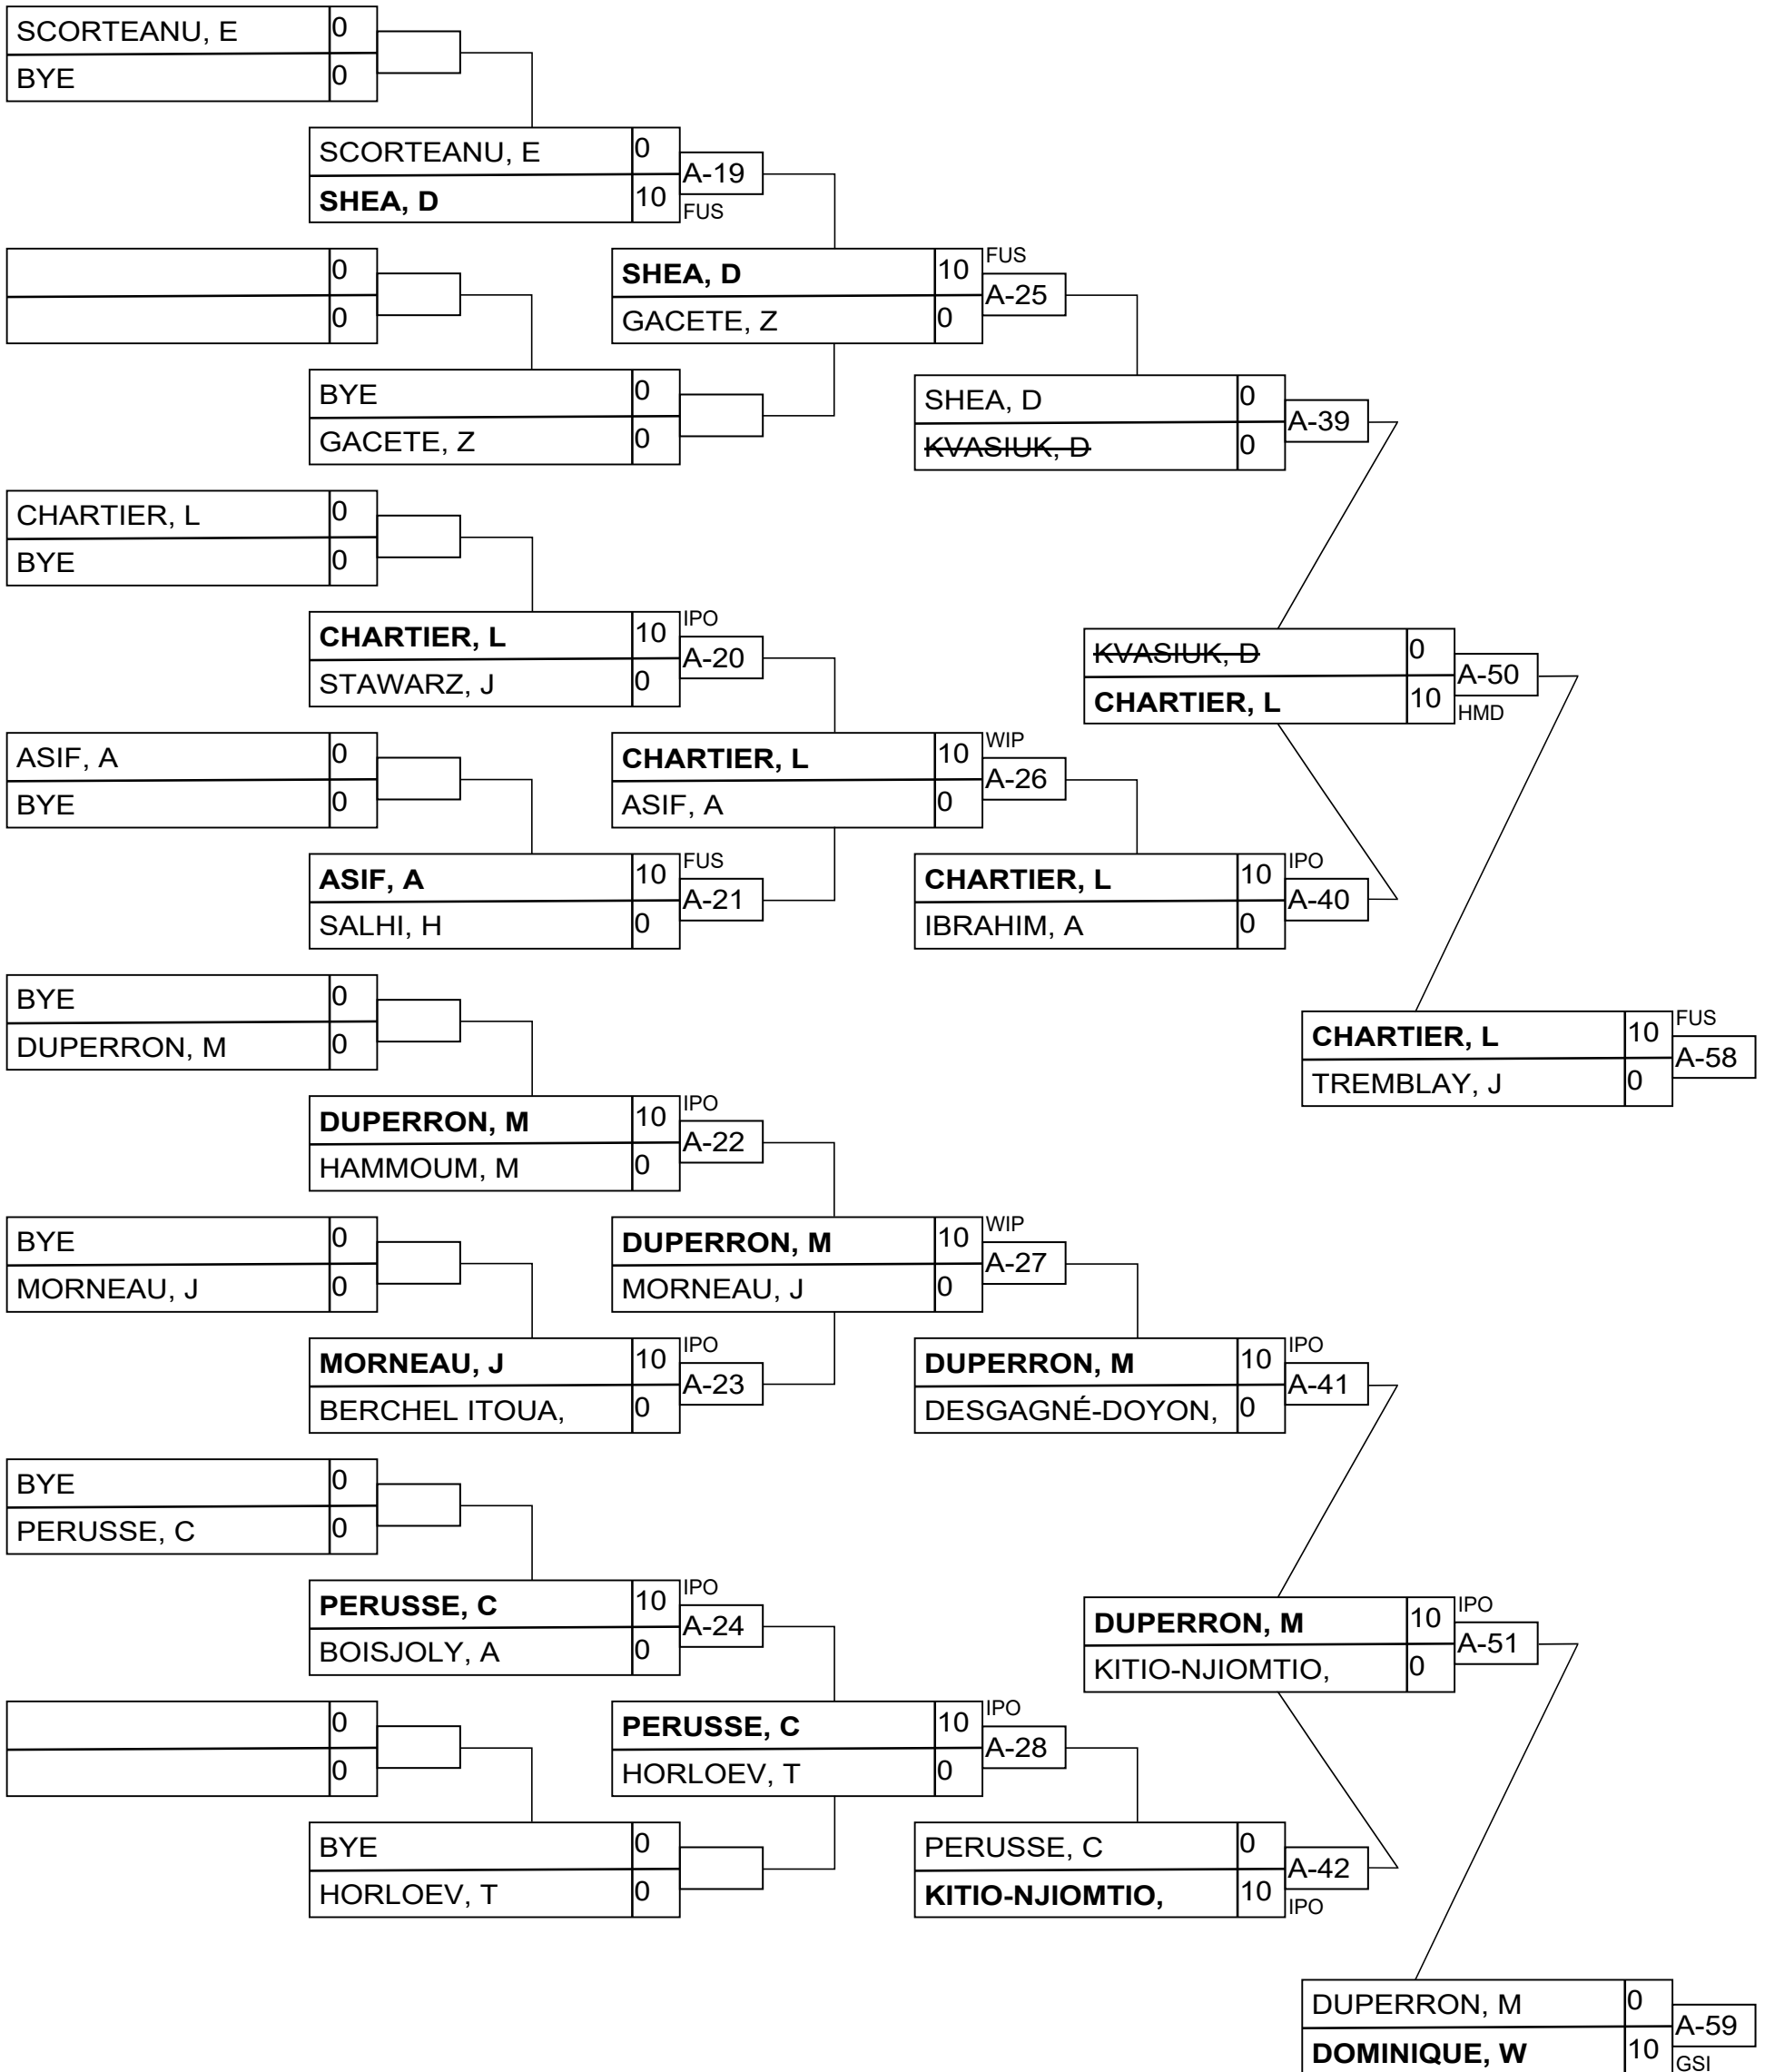 SCORTEANU, E 0
BYE 0
SCORTEANU, E 0
A-19
SHEA, D 10
FUS
0
0
SHEA, D 10
FUS
A-25
GACETE, Z 0
BYE 0
GACETE, Z 0
SHEA, D 0
A-39
KVASIUK, D 0
CHARTIER, L 0
BYE 0
CHARTIER, L 10
IPO
A-20
STAWARZ, J 0
KVASIUK, D 0
A-50
CHARTIER, L 10
HMD
ASIF, A 0
BYE 0
CHARTIER, L 10
WIP
A-26
ASIF, A 0
ASIF, A 10
FUS
A-21
SALHI, H 0
CHARTIER, L 10
IPO
A-40
IBRAHIM, A 0
BYE 0
DUPERRON, M 0
CHARTIER, L 10
FUS
A-58
TREMBLAY, J 0
DUPERRON, M 10
IPO
A-22
HAMMOUM, M 0
BYE 0
MORNEAU, J 0
DUPERRON, M 10
WIP
A-27
MORNEAU, J 0
MORNEAU, J 10
IPO
A-23
BERCHEL ITOUA, 0
DUPERRON, M 10
IPO
A-41
DESGAGNÉ-DOYON, 0
BYE 0
PERUSSE, C 0
PERUSSE, C 10
IPO
A-24
BOISJOLY, A 0
DUPERRON, M 10
IPO
A-51
KITIO-NJIOMTIO, 0
0
0
PERUSSE, C 10
IPO
A-28
HORLOEV, T 0
BYE 0
HORLOEV, T 0
PERUSSE, C 0
A-42
KITIO-NJIOMTIO, 10
IPO
DUPERRON, M 0
A-59
DOMINIQUE, W 10
GSI